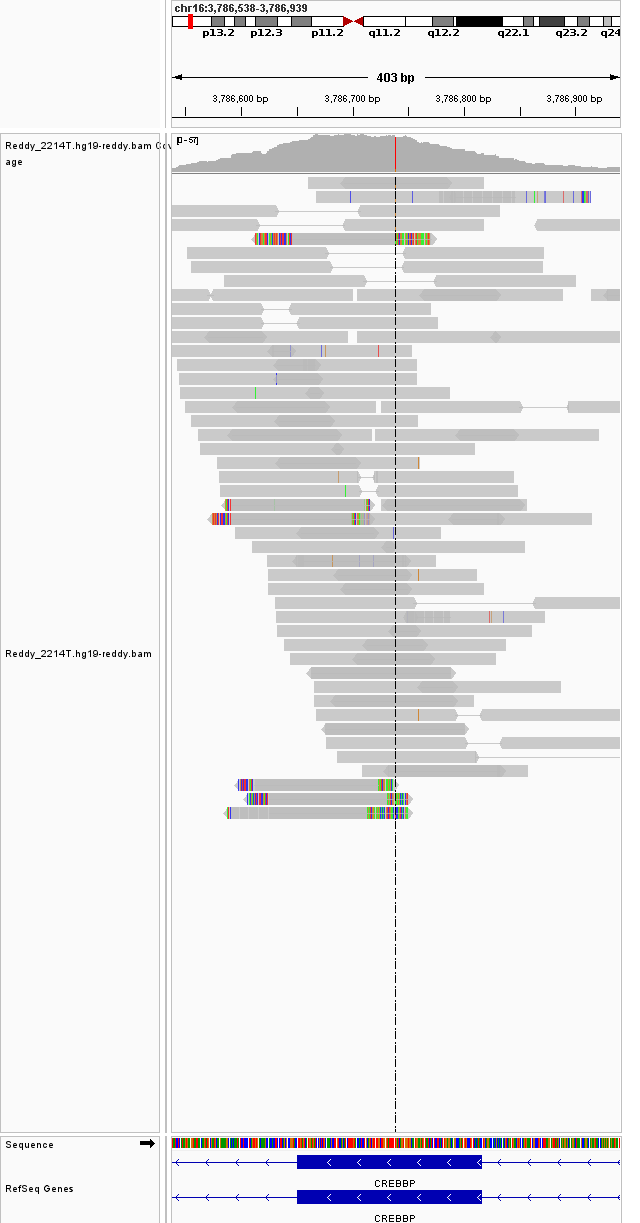 chr16:3,786,538-3,786,939
p13.2 p12.3 p11.2 q11.2 q12.2 q22.1 q23.2 q24
403 bp
3,786,600 bp 3,786,700 bp 3,786,800 bp 3,786,900 bp
Reddy_2214T.hg19-reddy.bam Cov
age
[0 - 57]
Reddy_2214T.hg19-reddy.bam
Sequence
RefSeq Genes
CREBBP
CREBBP